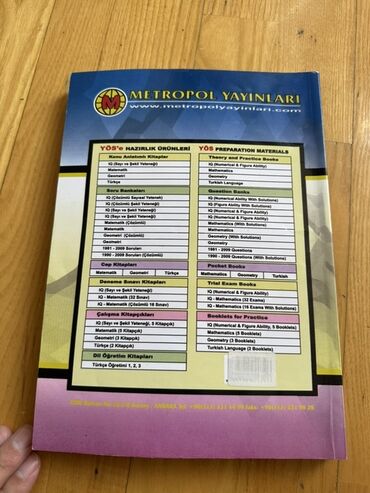 METROPOL YAYINLARI
www.metropolyayinlari.com
YÖS'e HAZIRLIK ÜRÜNLERİ
Konu Anlatımlı Kitaplar
IQ (Sayı ve Şekil Yeteneği)
Matematik
Geometri
Türkçe
Soru Bankaları
IQ (Çözümlü Sayısal Yetenek)
IQ (Çözümlü Şekil Yeteneği)
IQ (Sayı ve Şekil Yeteneği)
IQ (Sayı ve Şekil Yeteneği)
Matematik (Çözümlü)
Matematik
Geometri (Çözümlü)
Geometri
1981 - 2009 Soruları
1990 - 2009 Soruları (Çözümlü)
Cep Kitapları
Matematik Geometri Türkçe
Deneme Sınavı Kitapları
IQ (Sayı ve Şekil Yeteneği)
IQ - Matematik (32 Sınav)
IQ - Matematik (Çözümlü 16 Sınav)
Çalışma Kitapçıkları
IQ (Sayı ve Şekil Yeteneği, 5 Kitapçık)
Matematik (5 Kitapçık)
Geometri (3 Kitapçık)
Türkçe (2 Kitapçık)
Dil Öğretim Kitapları
Türkçe Öğretimi 1, 2, 3
YÖS PREPARATION MATERIALS
Theory and Practice Books
IQ (Numerical & Figure Ability)
Mathematics
Geometry
Turkish Language
Question Banks
IQ (Numerical Ability With Solutions)
IQ (Figure Ability With Solutions)
IQ (Numerical & Figure Ability)
IQ (Numerical & Figure Ability)
Mathematics (With Solutions)
Mathematics
Geometry (With Solutions)
Geometry
1981 - 2009 Questions
1990 - 2009 Questions (With Solutions)
Pocket Books
Mathematics Geometry Turkish
Trial Exam Books
IQ (Numerical & Figure Ability)
IQ - Mathematics (32 Exams)
IQ - Mathematics (16 Exams With Solutions)
Booklets for Practice
IQ (Numerical & Figure Ability, 5 Booklets)
Mathematics (5 Booklets)
Geometry (3 Booklets)
Turkish Language (2 Booklets)